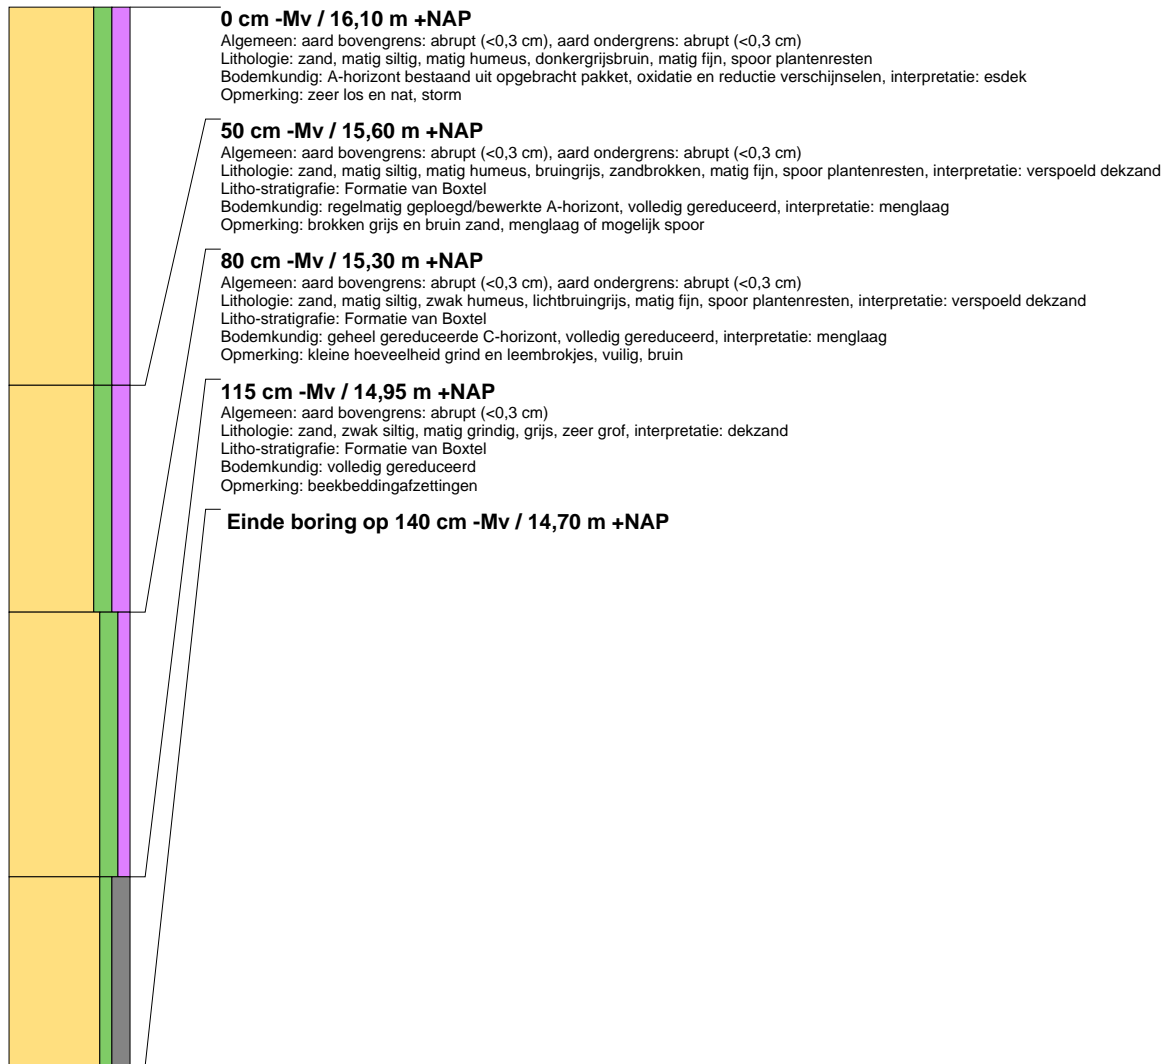 0 cm -Mv / 16,10 m +NAP
Algemeen: aard bovengrens: abrupt (<0,3 cm), aard ondergrens: abrupt (<0,3 cm)
Lithologie: zand, matig siltig, matig humeus, donkergrijsbruin, matig fijn, spoor plantenresten
Bodemkundig: A-horizont bestaand uit opgebracht pakket, oxidatie en reductie verschijnselen, interpretatie: esdek
Opmerking: zeer los en nat, storm
50 cm -Mv / 15,60 m +NAP
Algemeen: aard bovengrens: abrupt (<0,3 cm), aard ondergrens: abrupt (<0,3 cm)
Lithologie: zand, matig siltig, matig humeus, bruingrijs, zandbrokken, matig fijn, spoor plantenresten, interpretatie: verspoeld dekzand
Litho-stratigrafie: Formatie van Boxtel
Bodemkundig: regelmatig geploegd/bewerkte A-horizont, volledig gereduceerd, interpretatie: menglaag
Opmerking: brokken grijs en bruin zand, menglaag of mogelijk spoor
80 cm -Mv / 15,30 m +NAP
Algemeen: aard bovengrens: abrupt (<0,3 cm), aard ondergrens: abrupt (<0,3 cm)
Lithologie: zand, matig siltig, zwak humeus, lichtbruingrijs, matig fijn, spoor plantenresten, interpretatie: verspoeld dekzand
Litho-stratigrafie: Formatie van Boxtel
Bodemkundig: geheel gereduceerde C-horizont, volledig gereduceerd, interpretatie: menglaag
Opmerking: kleine hoeveelheid grind en leembrokjes, vuilig, bruin
115 cm -Mv / 14,95 m +NAP
Algemeen: aard bovengrens: abrupt (<0,3 cm)
Lithologie: zand, zwak siltig, matig grindig, grijs, zeer grof, interpretatie: dekzand
Litho-stratigrafie: Formatie van Boxtel
Bodemkundig: volledig gereduceerd
Opmerking: beekbeddingafzettingen
Einde boring op 140 cm -Mv / 14,70 m +NAP